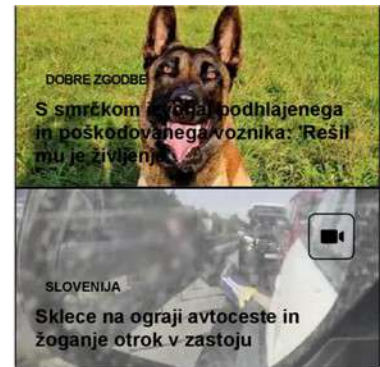 DOBRE ZGODBE
S smrčkom izvohal podhlajenega
in poškodovanega voznika: 'Rešil
mu je življenje'
SLOVENIJA
Sklece na ograji avtoceste in
žoganje otrok v zastoju